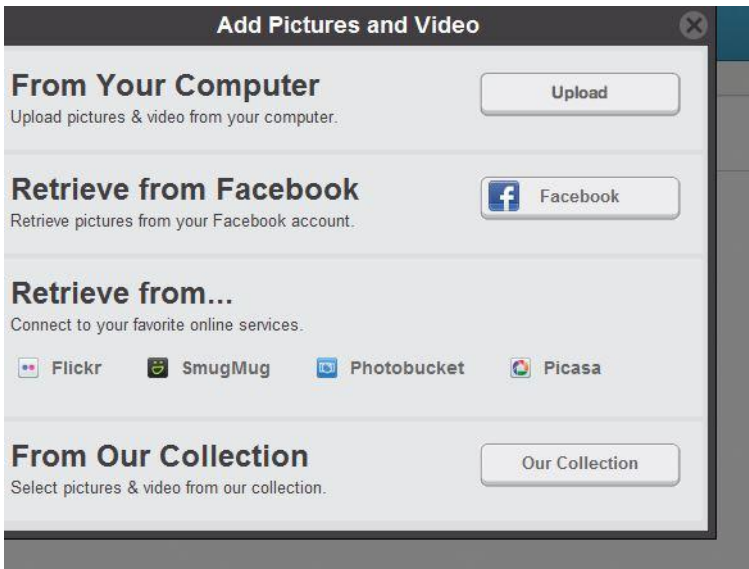 Add Pictures and Video
From Your Computer
Upload pictures & video from your computer.
Upload
Retrieve from Facebook
Retrieve pictures from your Facebook account.
Facebook
Retrieve from...
Connect to your favorite online services.
Flickr SmugMug Photobucket Picasa
From Our Collection
Select pictures & video from our collection.
Our Collection